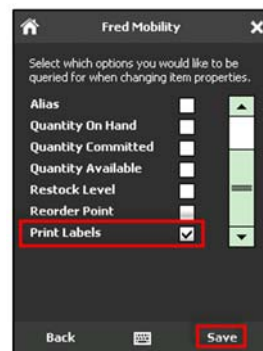 Fred Mobility
Select which options you would like to be
queried for when changing item properties.
Alias
Quantity On Hand
Quantity Committed
Quantity Available
Restock Level
Reorder Point
Print Labels
Back Save